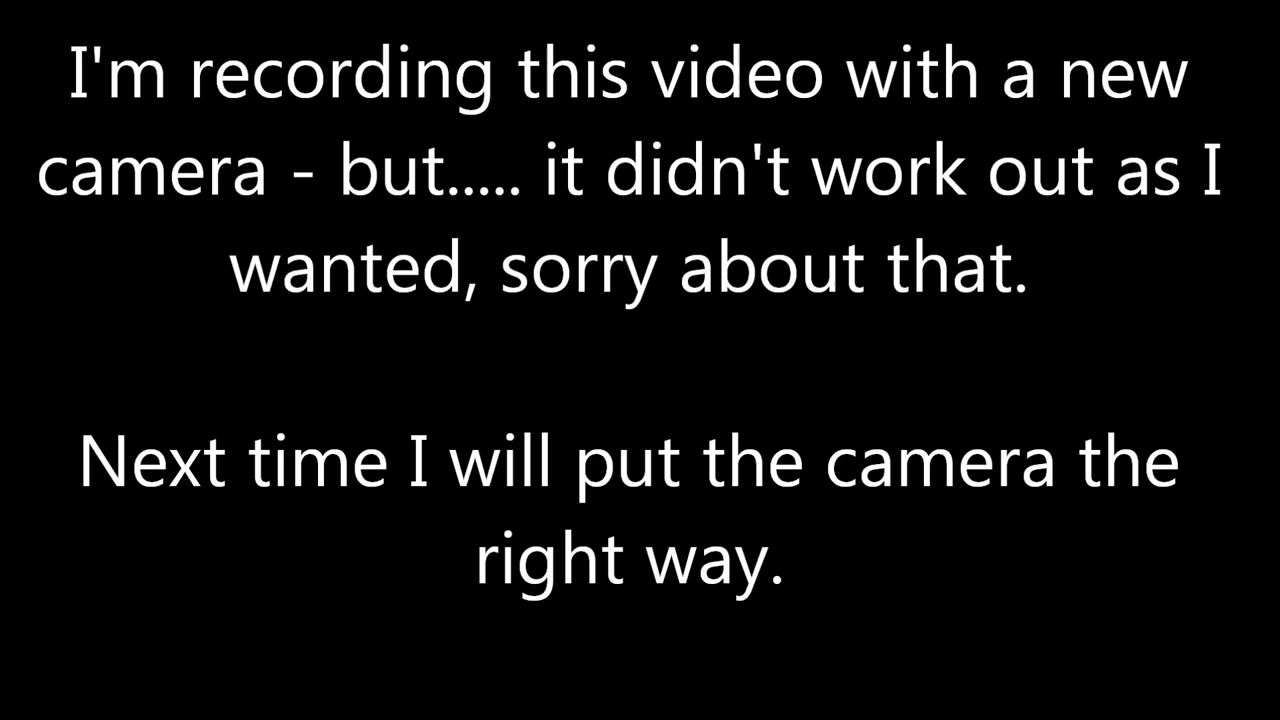 I'm recording this video with a new
camera - but..... it didn't work out as I
wanted, sorry about that.
Next time I will put the camera the
right way.